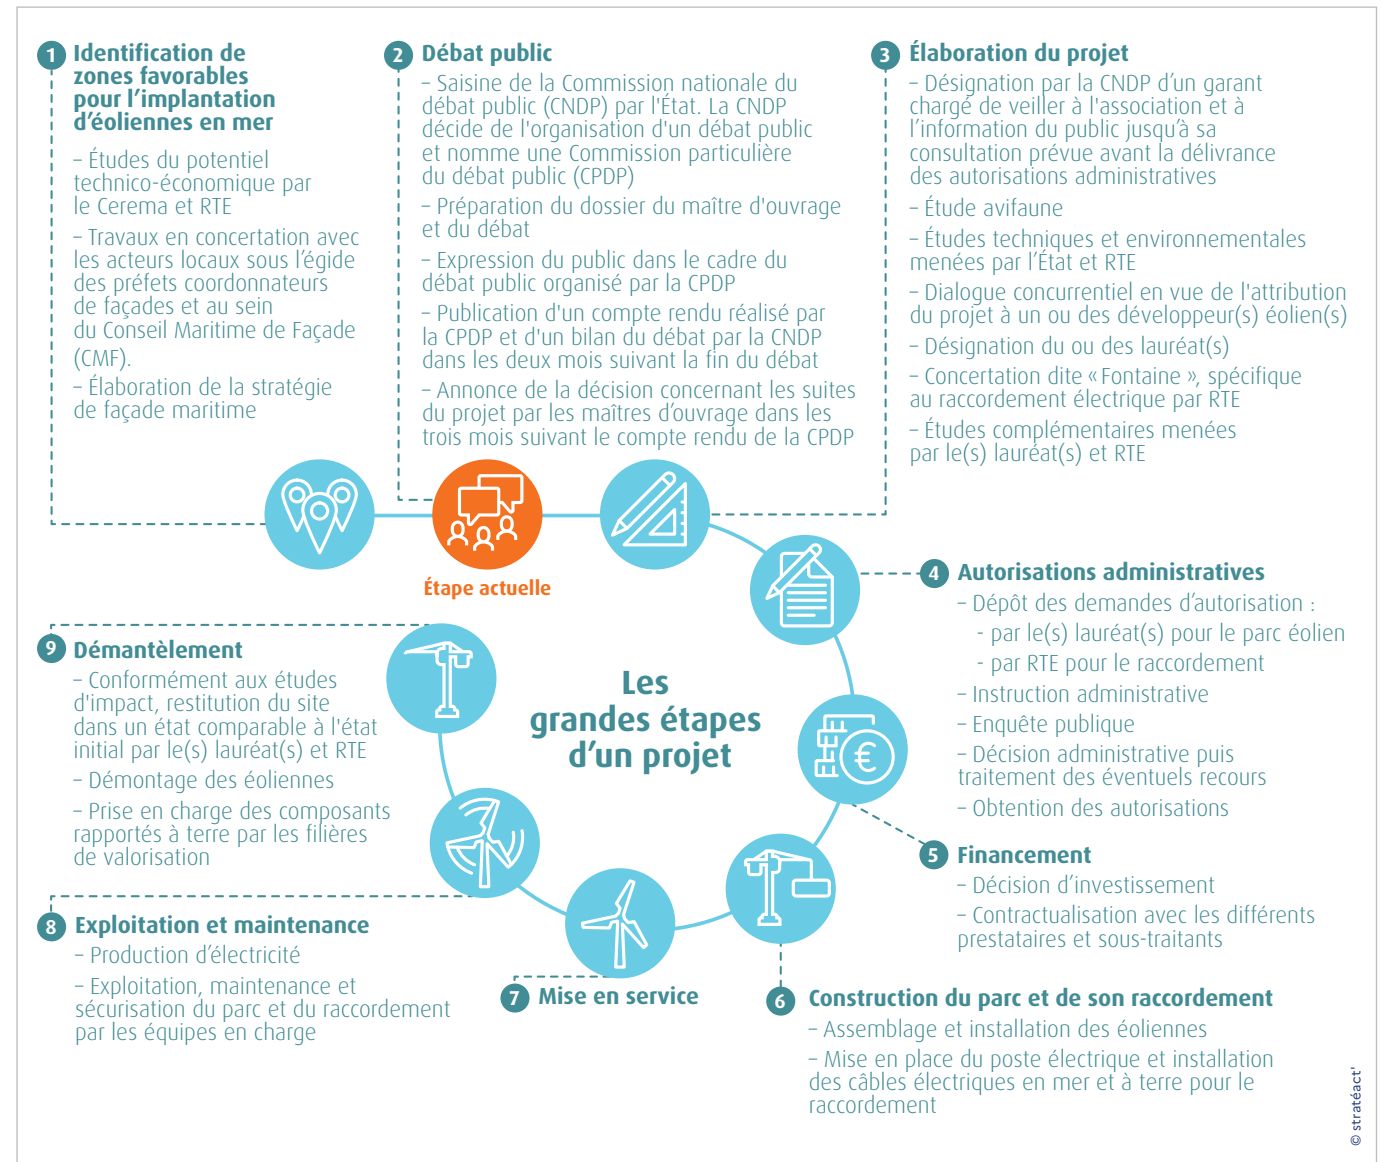 1 Identification de
zones favorables
pour l’implantation
d’éoliennes en mer
– Études du potentiel
technico-économique par
le Cerema et RTE
– Travaux en concertation avec
les acteurs locaux sous l’égide
des préfets coordonnateurs
de façades et au sein
du Conseil Maritime de Façade
(CMF).
– Élaboration de la stratégie
de façade maritime
2 Débat public
– Saisine de la Commission nationale du
débat public (CNDP) par l'État. La CNDP
décide de l'organisation d'un débat public
et nomme une Commission particulière
du débat public (CPDP)
– Préparation du dossier du maître d'ouvrage
et du débat
– Expression du public dans le cadre du
débat public organisé par la CPDP
– Publication d'un compte rendu réalisé par
la CPDP et d'un bilan du débat par la CNDP
dans les deux mois suivant la fin du débat
– Annonce de la décision concernant les suites
du projet par les maîtres d’ouvrage dans les
trois mois suivant le compte rendu de la CPDP
3 Élaboration du projet
– Désignation par la CNDP d’un garant
chargé de veiller à l'association et à
l’information du public jusqu’à sa
consultation prévue avant la délivrance
des autorisations administratives
– Étude avifaune
– Études techniques et environnementales
menées par l’État et RTE
– Dialogue concurrentiel en vue de l'attribution
du projet à un ou des développeur(s) éolien(s)
– Désignation du ou des lauréat(s)
– Concertation dite « Fontaine », spécifique
au raccordement électrique par RTE
– Études complémentaires menées
par le(s) lauréat(s) et RTE
Étape actuelle
4 Autorisations administratives
– Dépôt des demandes d’autorisation :
- par le(s) lauréat(s) pour le parc éolien
- par RTE pour le raccordement
– Instruction administrative
– Enquête publique
– Décision administrative puis
traitement des éventuels recours
– Obtention des autorisations
Les
grandes étapes
d’un projet
€
5 Financement
– Décision d’investissement
– Contractualisation avec les différents
prestataires et sous-traitants
6 Construction du parc et de son raccordement
– Assemblage et installation des éoliennes
– Mise en place du poste électrique et installation
des câbles électriques en mer et à terre pour le
raccordement
7 Mise en service
8 Exploitation et maintenance
– Production d’électricité
– Exploitation, maintenance et
sécurisation du parc et du raccordement
par les équipes en charge
9 Démantèlement
– Conformément aux études
d'impact, restitution du site
dans un état comparable à l'état
initial par le(s) lauréat(s) et RTE
– Démontage des éoliennes
– Prise en charge des composants
rapportés à terre par les filières
de valorisation
© stratéact'